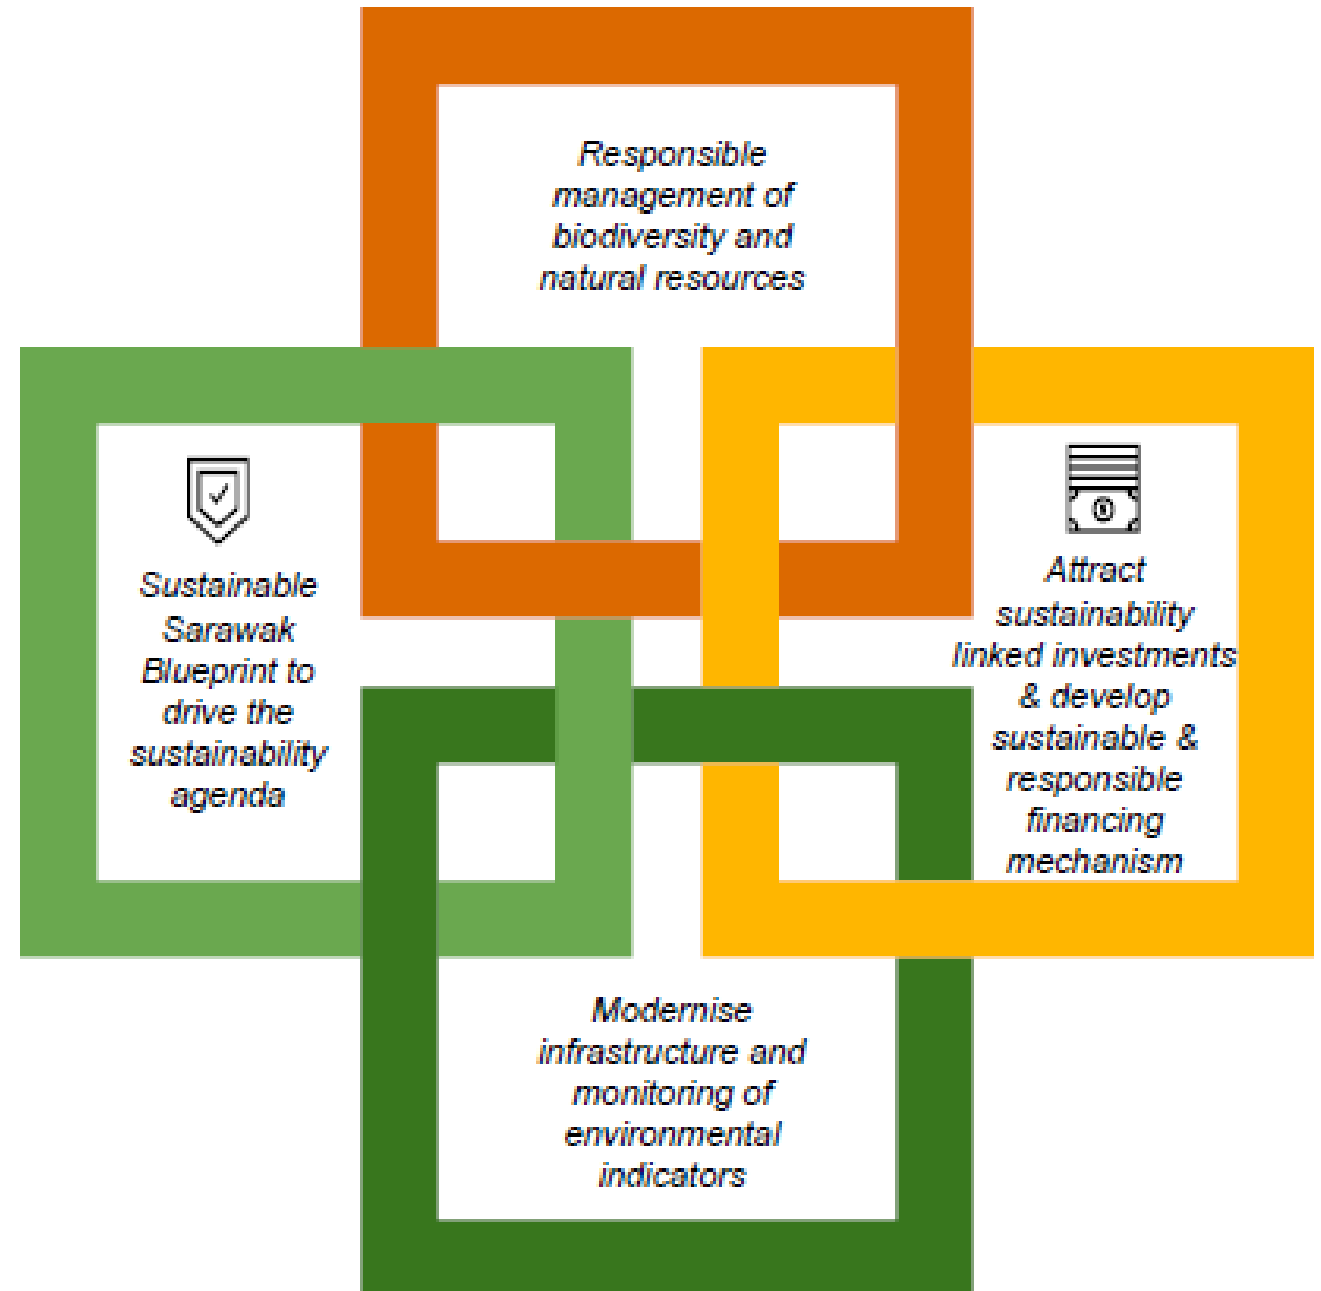 Responsible
management of
biodiversity and
natural resources
Sustainable
Sarawak
Blueprint to
drive the
sustainability
agenda
Attract
sustainability
linked investments
& develop
sustainable &
responsible
financing
mechanism
Modernise
infrastructure and
monitoring of
environmental
indicators